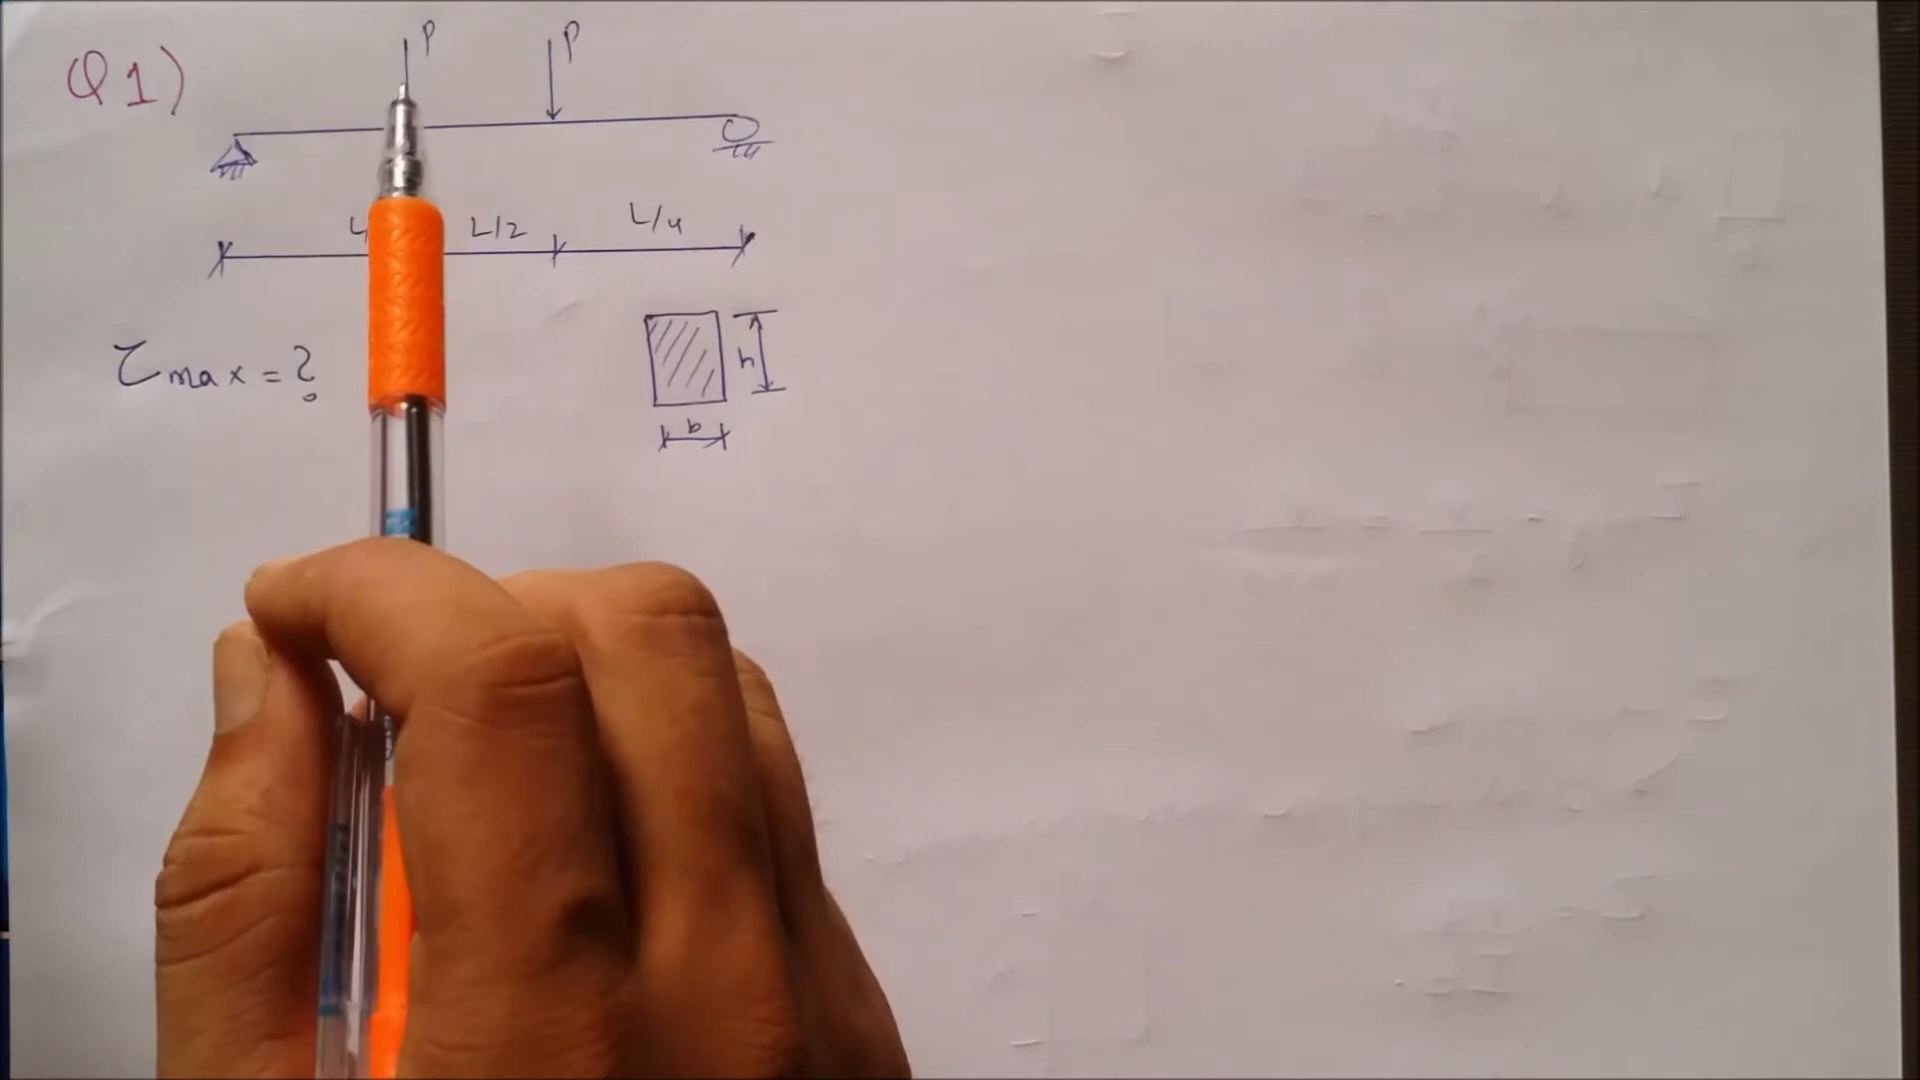 Q1)
P P
L L/2 L/4
τmax = ?
h
b